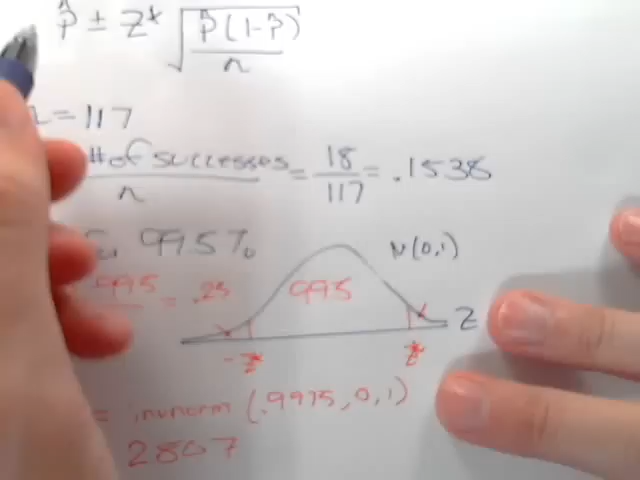 p̂ ± z* √(p̂(1-p̂)/n)
n = 117
# of successes / n = 18/117 = .1538
99.5%
N(0,1)
.995 = .25
.995
Z
-z* z*
= invnorm (.9975, 0, 1)
2.807